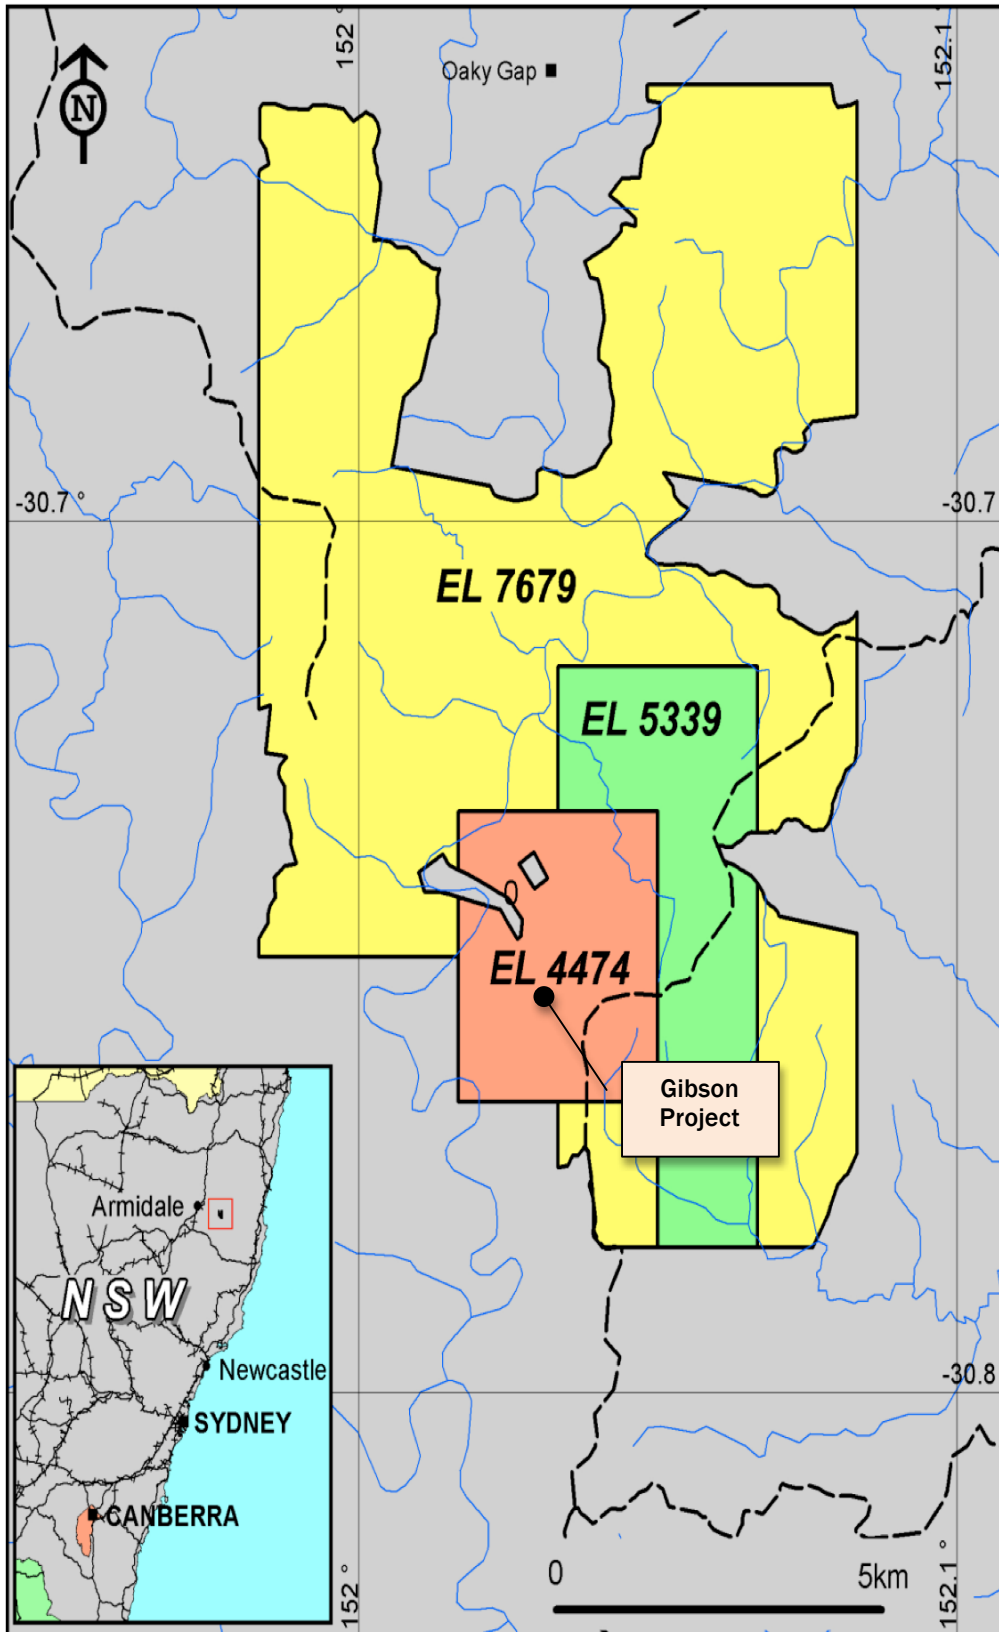 152 °
152.1
Oaky Gap
N
-30.7 °
-30.7
EL 7679
EL 5339
EL 4474
Gibson
Project
Armidale
NSW
Newcastle
SYDNEY
CANBERRA
-30.8
0
5km
152 °
152.1 °